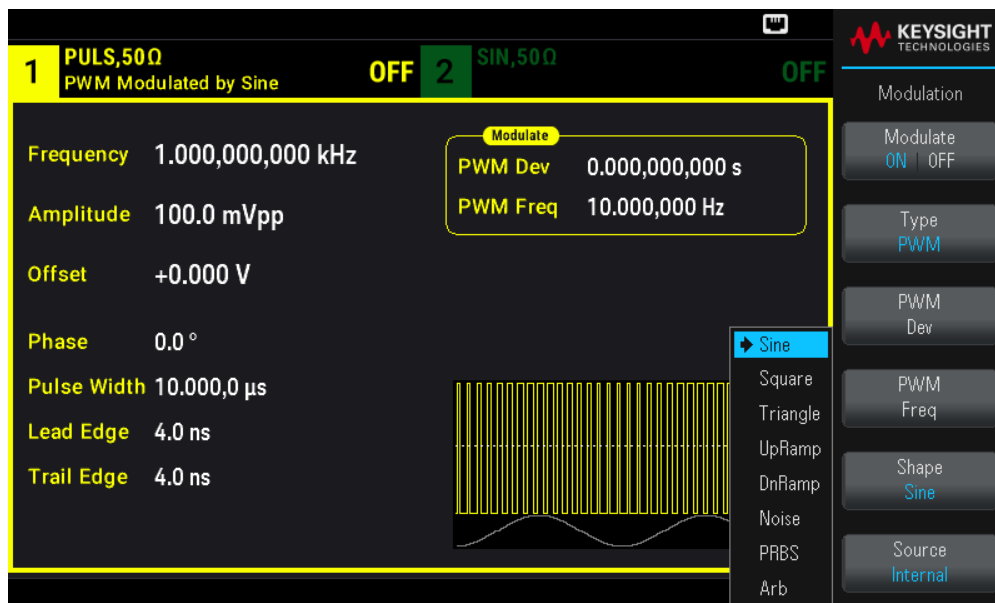 KEYSIGHT
TECHNOLOGIES
1 PULS,50Ω OFF
PWM Modulated by Sine
2 SIN,50Ω OFF
Frequency 1.000,000,000 kHz
Amplitude 100.0 mVpp
Offset +0.000 V
Phase 0.0 °
Pulse Width 10.000,0 µs
Lead Edge 4.0 ns
Trail Edge 4.0 ns
Modulate
PWM Dev 0.000,000,000 s
PWM Freq 10.000,000 Hz
Sine
Square
Triangle
UpRamp
DnRamp
Noise
PRBS
Arb
Modulation
Modulate
ON | OFF
Type
PWM
PWM
Dev
PWM
Freq
Shape
Sine
Source
Internal